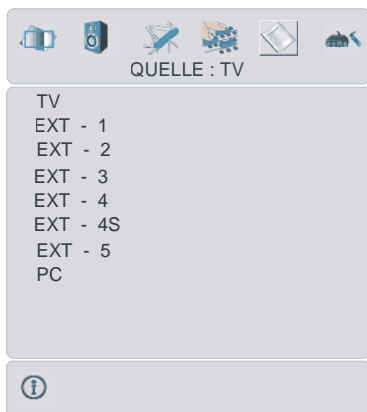 QUELLE : TV
TV
EXT - 1
EXT - 2
EXT - 3
EXT - 4
EXT - 4S
EXT - 5
PC